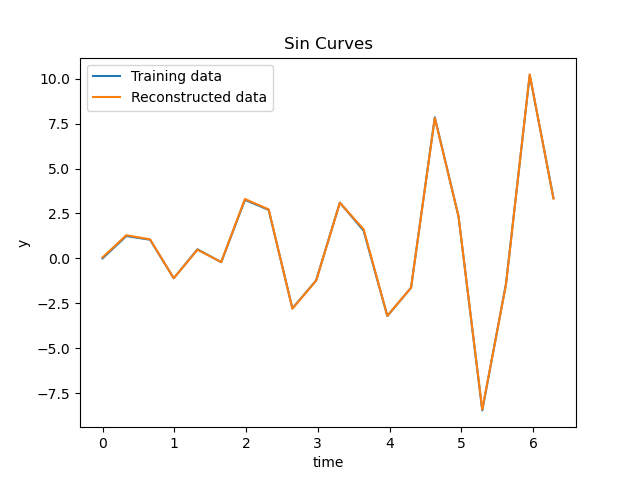 Sin Curves
Training data
Reconstructed data
10.0
7.5
5.0
2.5
0.0
−2.5
−5.0
−7.5
y
0 1 2 3 4 5 6
time